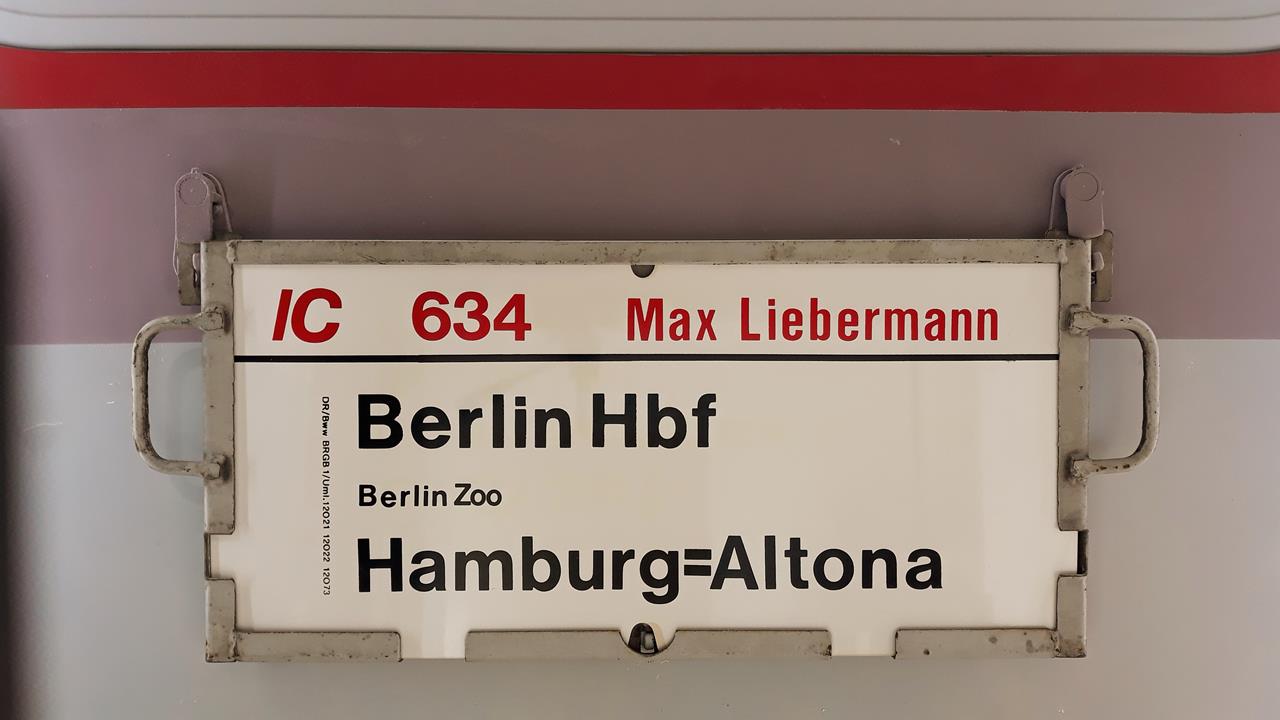 IC 634 Max Liebermann
Berlin Hbf
Berlin Zoo
Hamburg=Altona
DR/Bww BRGB 1/Uml. 12021 12022 12073